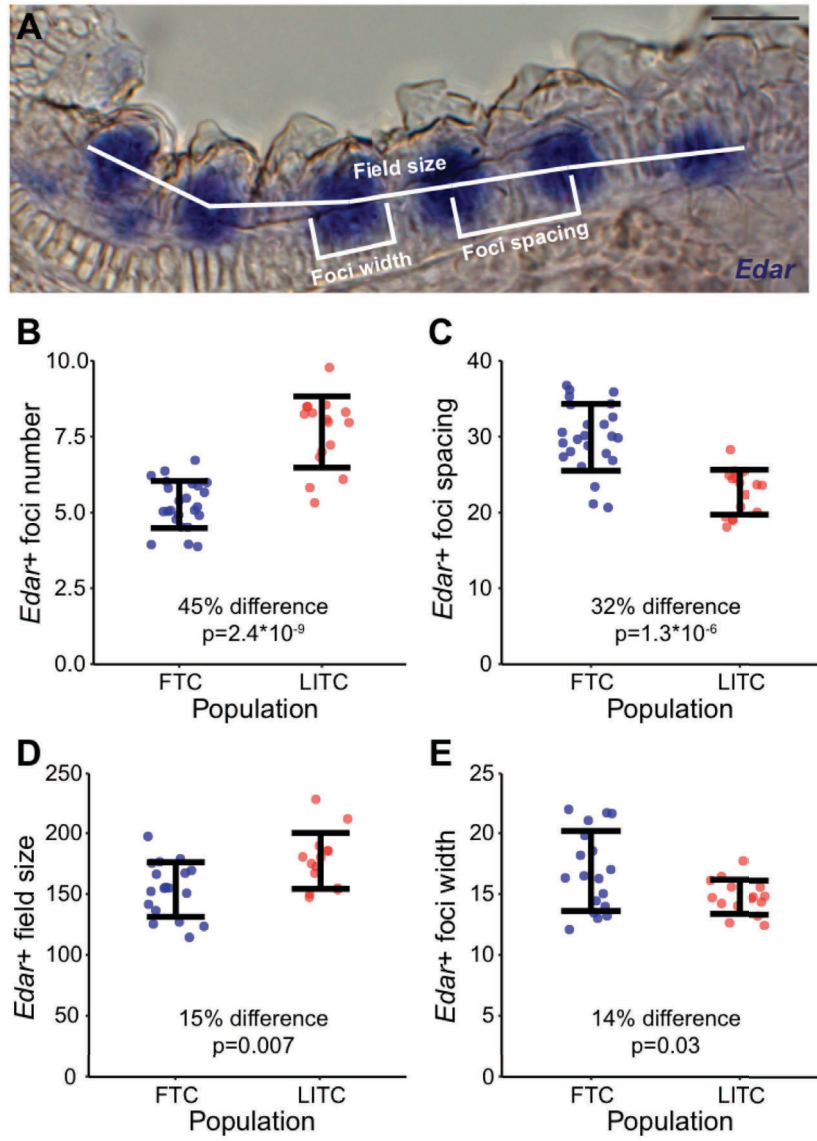 A
Field size
Foci width
Foci spacing
Edar
B
Edar+ foci number
10.0
7.5
5.0
2.5
0.0
45% difference
p=2.4*10-9
FTC
LITC
Population
C
Edar+ foci spacing
40
30
20
10
0
32% difference
p=1.3*10-6
FTC
LITC
Population
D
Edar+ field size
250
200
150
100
50
0
15% difference
p=0.007
FTC
LITC
Population
E
Edar+ foci width
25
20
15
10
5
0
14% difference
p=0.03
FTC
LITC
Population